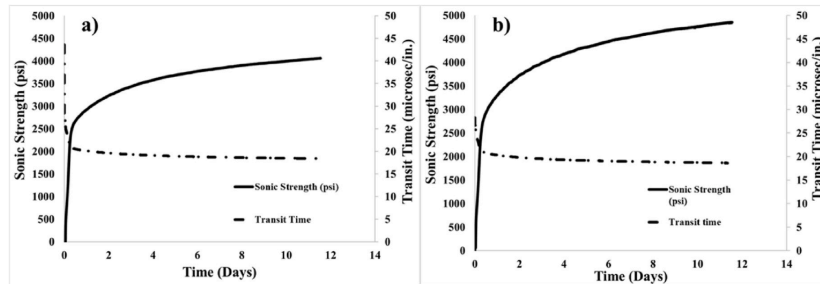 a)
Sonic Strength (psi)
5000
4500
4000
3500
3000
2500
2000
1500
1000
500
0
50
45
40
35
30
25
20
15
10
5
0
Transit Time (microsec/in.)
Sonic Strength (psi)
Transit Time
0 2 4 6 8 10 12 14
Time (Days)
b)
Sonic Strength (psi)
5000
4500
4000
3500
3000
2500
2000
1500
1000
500
0
50
45
40
35
30
25
20
15
10
5
0
Transit Time (microsec/in.)
Sonic Strength
(psi)
Transit time
0 2 4 6 8 10 12 14
Time (Days)